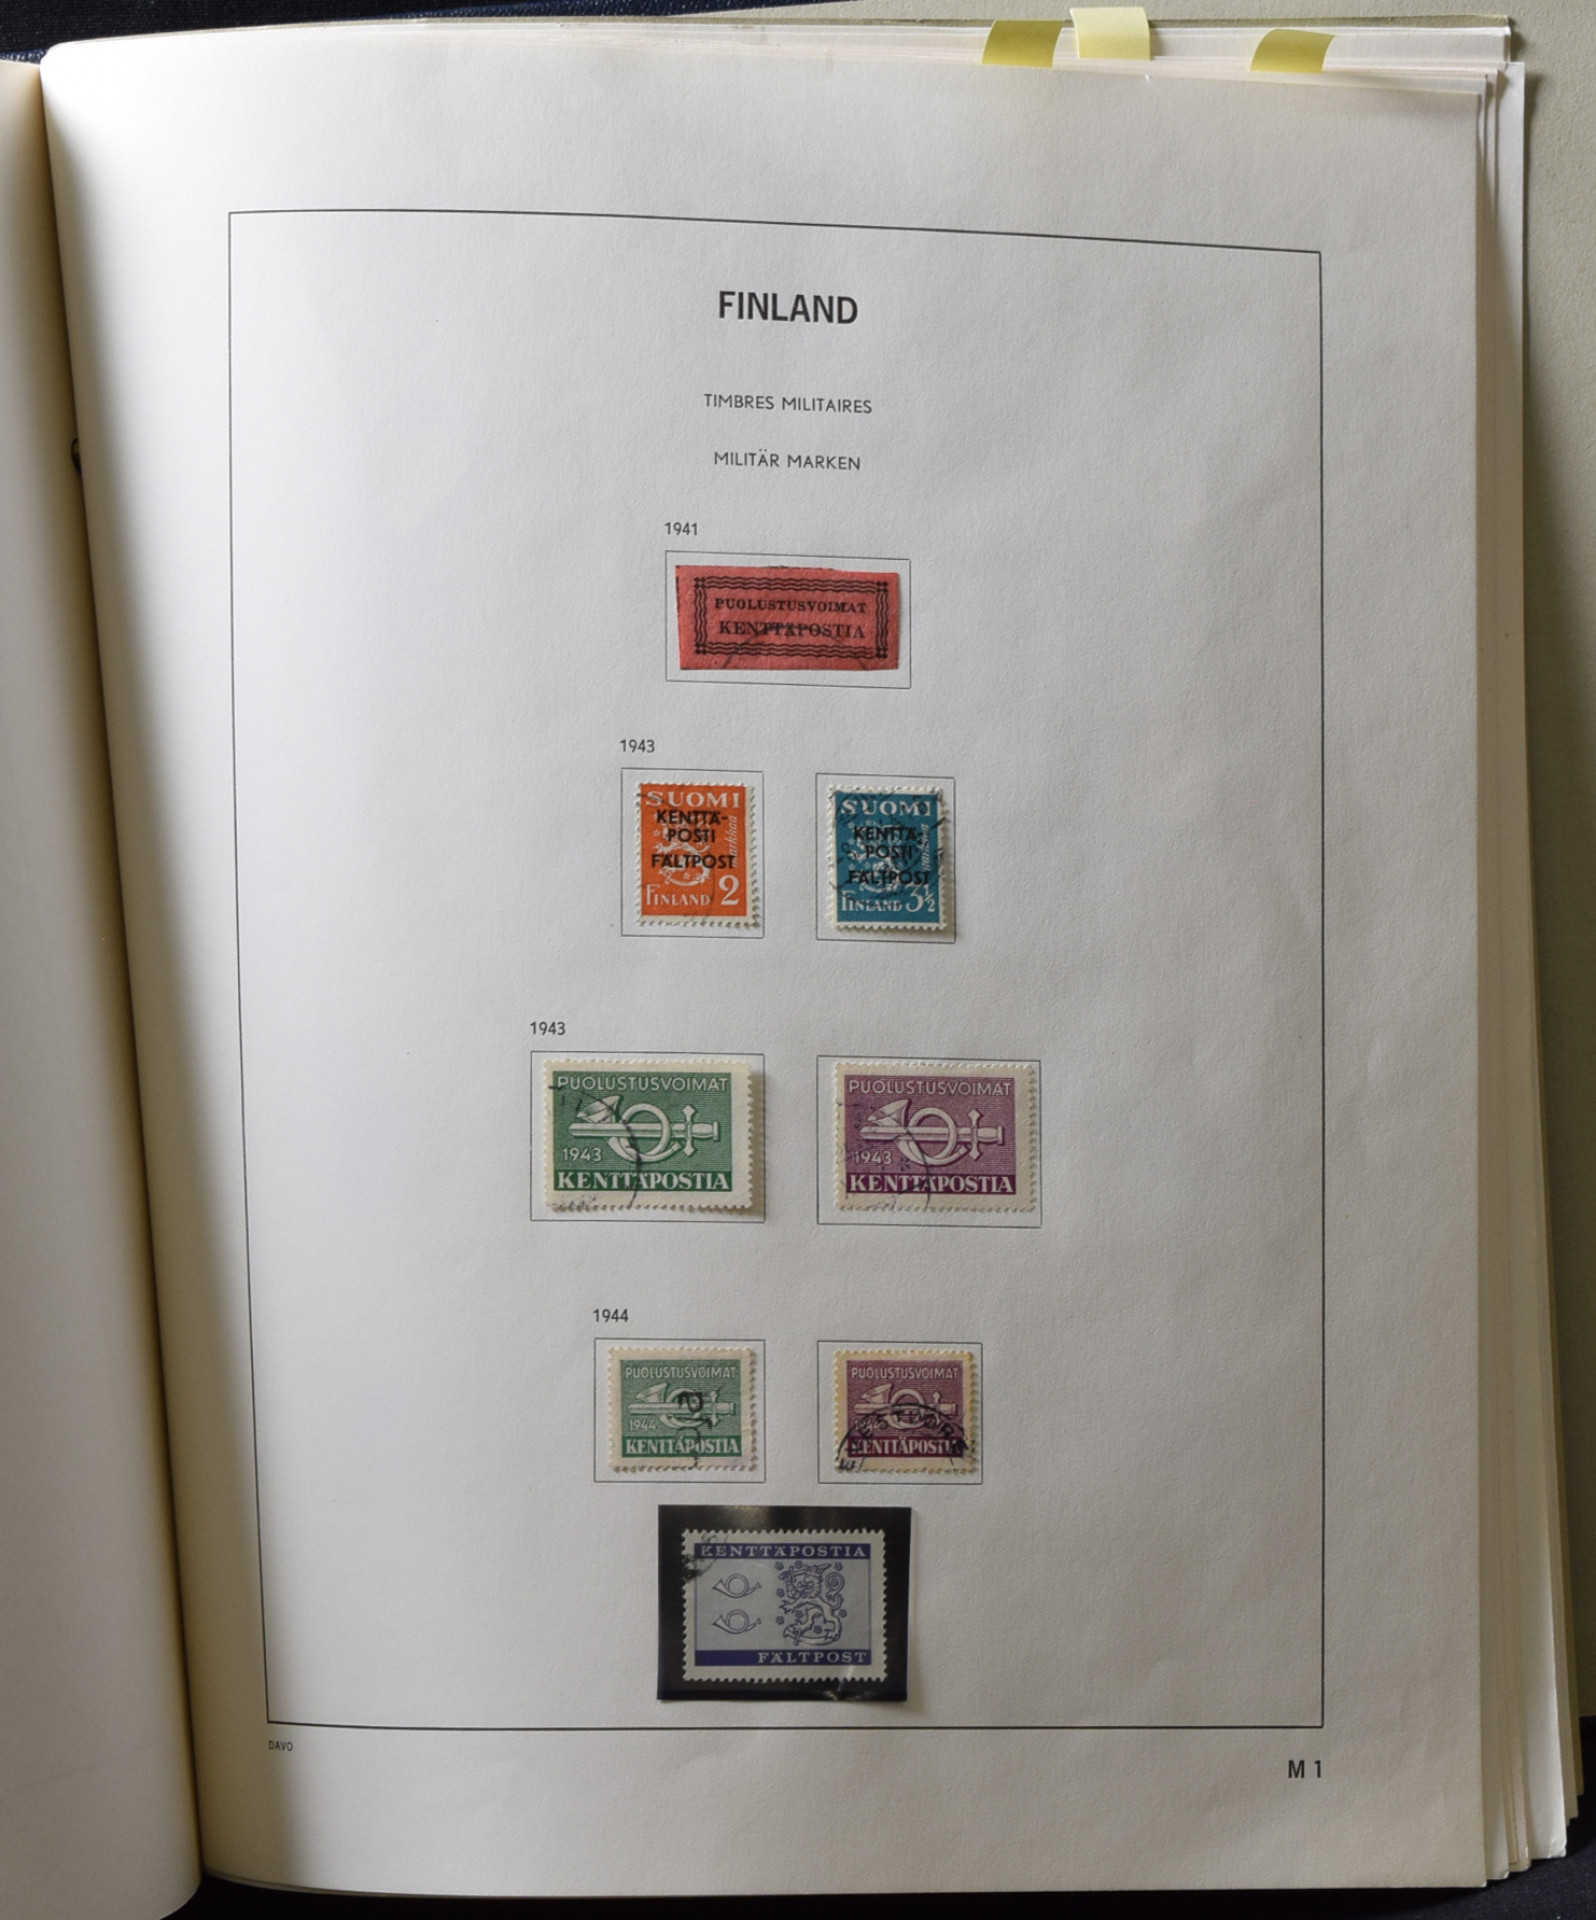 FINLAND
TIMBRES MILITAIRES
MILITÄR MARKEN
1941
PUOLUSTUSVOIMAT
KENTTÄPOSTIA
1943
SUOMI
KENTTÄ-
POSTI
FÄLTPOST
markkaa
FINLAND 2
SUOMI
KENTTÄ-
POSTI
FÄLTPOST
FINLAND 3½
1943
PUOLUSTUSVOIMAT
1943
KENTTÄPOSTIA
PUOLUSTUSVOIMAT
1943
KENTTÄPOSTIA
1944
PUOLUSTUSVOIMAT
1944
KENTTÄPOSTIA
PUOLUSTUSVOIMAT
1944
KENTTÄPOSTIA
KENTTÄPOSTIA
FÄLTPOST
DAVO
M 1